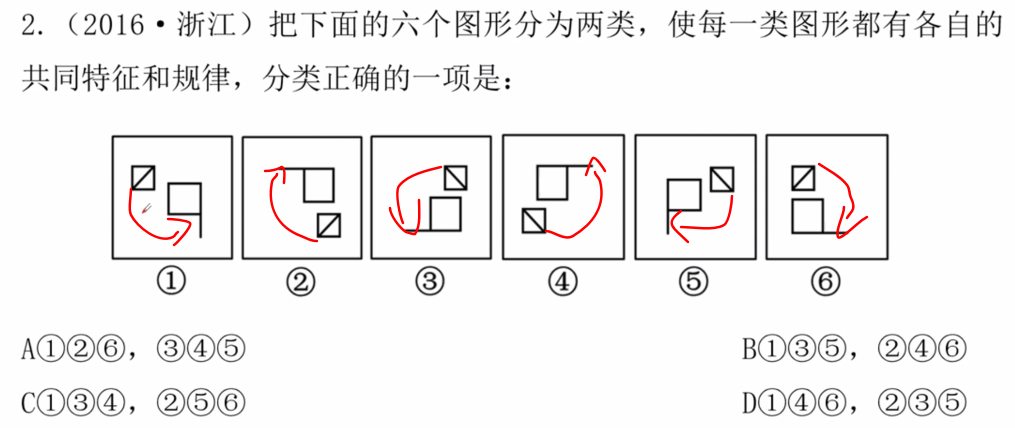 2.（2016·浙江）把下面的六个图形分为两类，使每一类图形都有各自的
共同特征和规律，分类正确的一项是：
① ② ③ ④ ⑤ ⑥
A①②⑥，③④⑤ B①③⑤，②④⑥
C①③④，②⑤⑥ D①④⑥，②③⑤